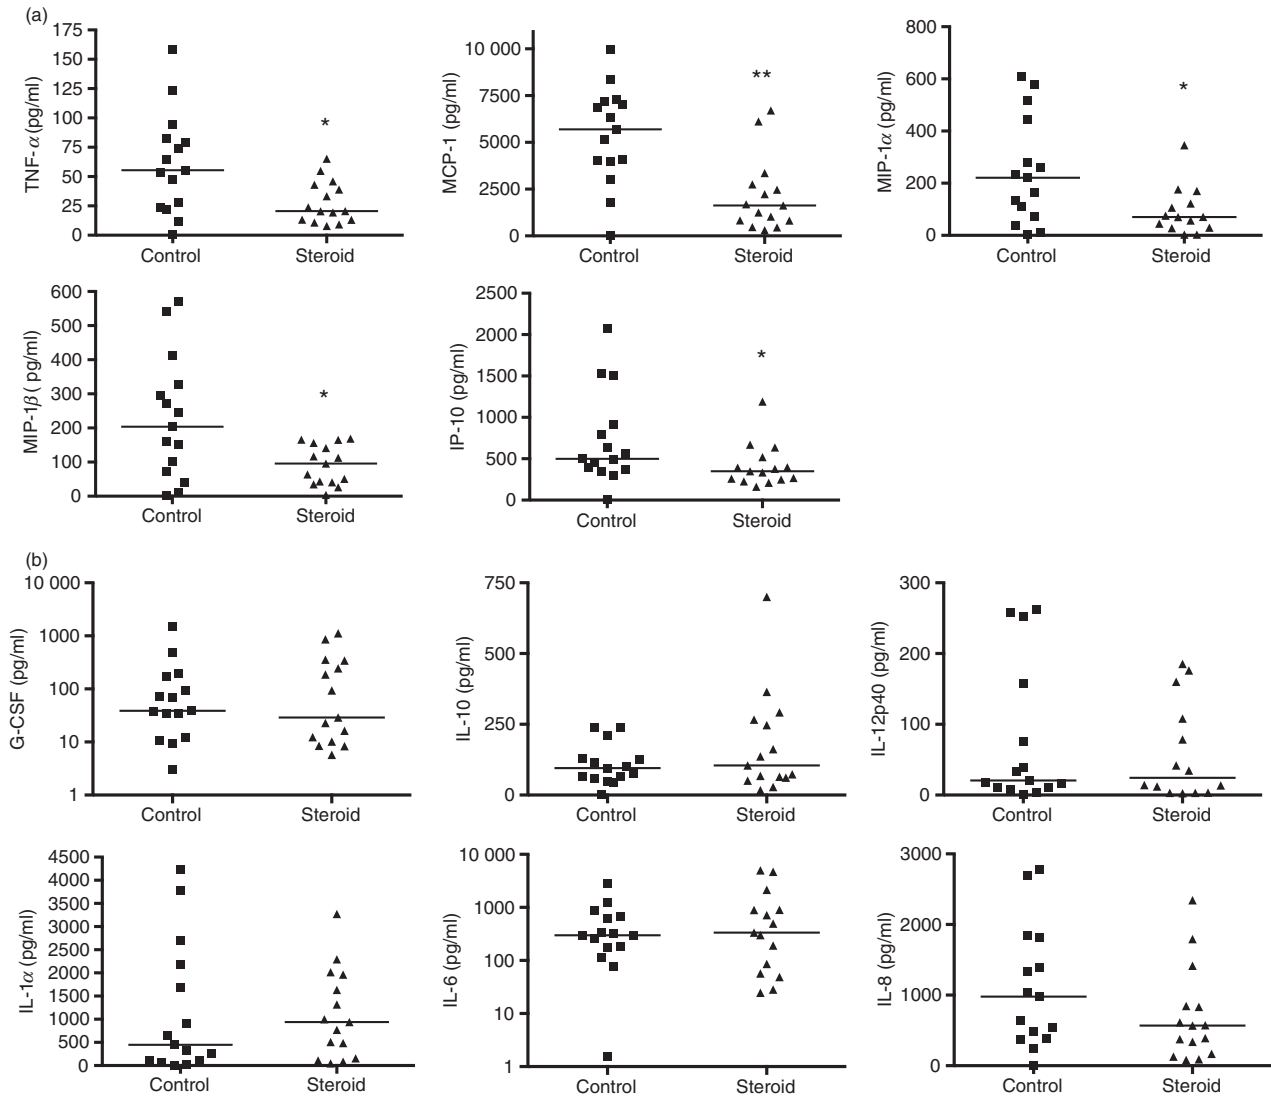 (a)
TNF-α (pg/ml)
175
150
125
100
75
50
25
0
*
Control
Steroid
MCP-1 (pg/ml)
10 000
7500
5000
2500
0
**
Control
Steroid
MIP-1α (pg/ml)
800
600
400
200
0
*
Control
Steroid
MIP-1β ( pg/ml)
600
500
400
300
200
100
0
*
Control
Steroid
IP-10 (pg/ml)
2500
2000
1500
1000
500
0
*
Control
Steroid
(b)
G-CSF (pg/ml)
10 000
1000
100
10
1
Control
Steroid
IL-10 (pg/ml)
750
500
250
0
Control
Steroid
IL-12p40 (pg/ml)
300
200
100
0
Control
Steroid
IL-1α (pg/ml)
4500
4000
3500
3000
2500
2000
1500
1000
500
0
Control
Steroid
IL-6 (pg/ml)
10 000
1000
100
10
1
Control
Steroid
IL-8 (pg/ml)
3000
2000
1000
0
Control
Steroid